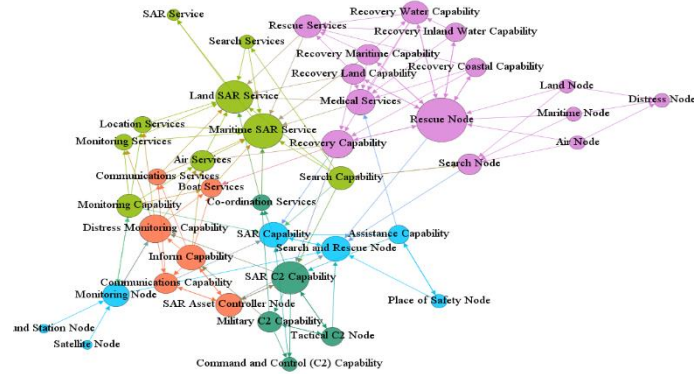 SAR Service
Rescue Services
Recovery Water Capability
Recovery Inland Water Capability
Search Services
Recovery Maritime Capability
Recovery Coastal Capability
Recovery Land Capability
Land SAR Service
Medical Services
Land Node
Distress Node
Rescue Node
Maritime Node
Location Services
Maritime SAR Service
Monitoring Services
Recovery Capability
Air Node
Air Services
Search Node
Communications Services
Search Capability
Boat Services
Monitoring Capability
Co-ordination Services
Distress Monitoring Capability
SAR Capability
Assistance Capability
Search and Rescue Node
Inform Capability
SAR C2 Capability
Communications Capability
Monitoring Node
Place of Safety Node
SAR Asset Controller Node
Military C2 Capability
und Station Node
Tactical C2 Node
Satellite Node
Command and Control (C2) Capability